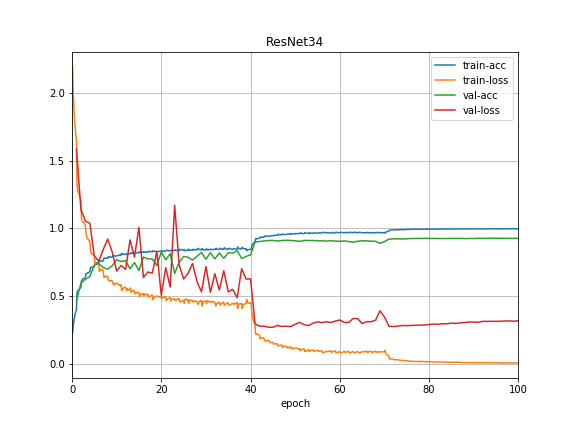 ResNet34
train-acc
train-loss
val-acc
val-loss
2.0
1.5
1.0
0.5
0.0
0 20 40 60 80 100
epoch